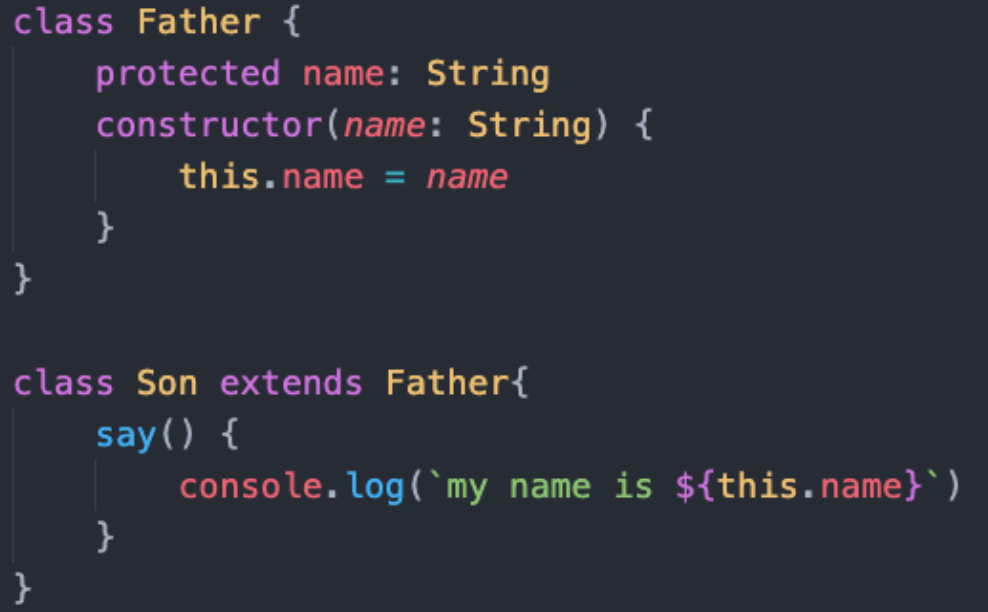 class Father {
    protected name: String
    constructor(name: String) {
        this.name = name
    }
}

class Son extends Father{
    say() {
        console.log(`my name is ${this.name}`)
    }
}